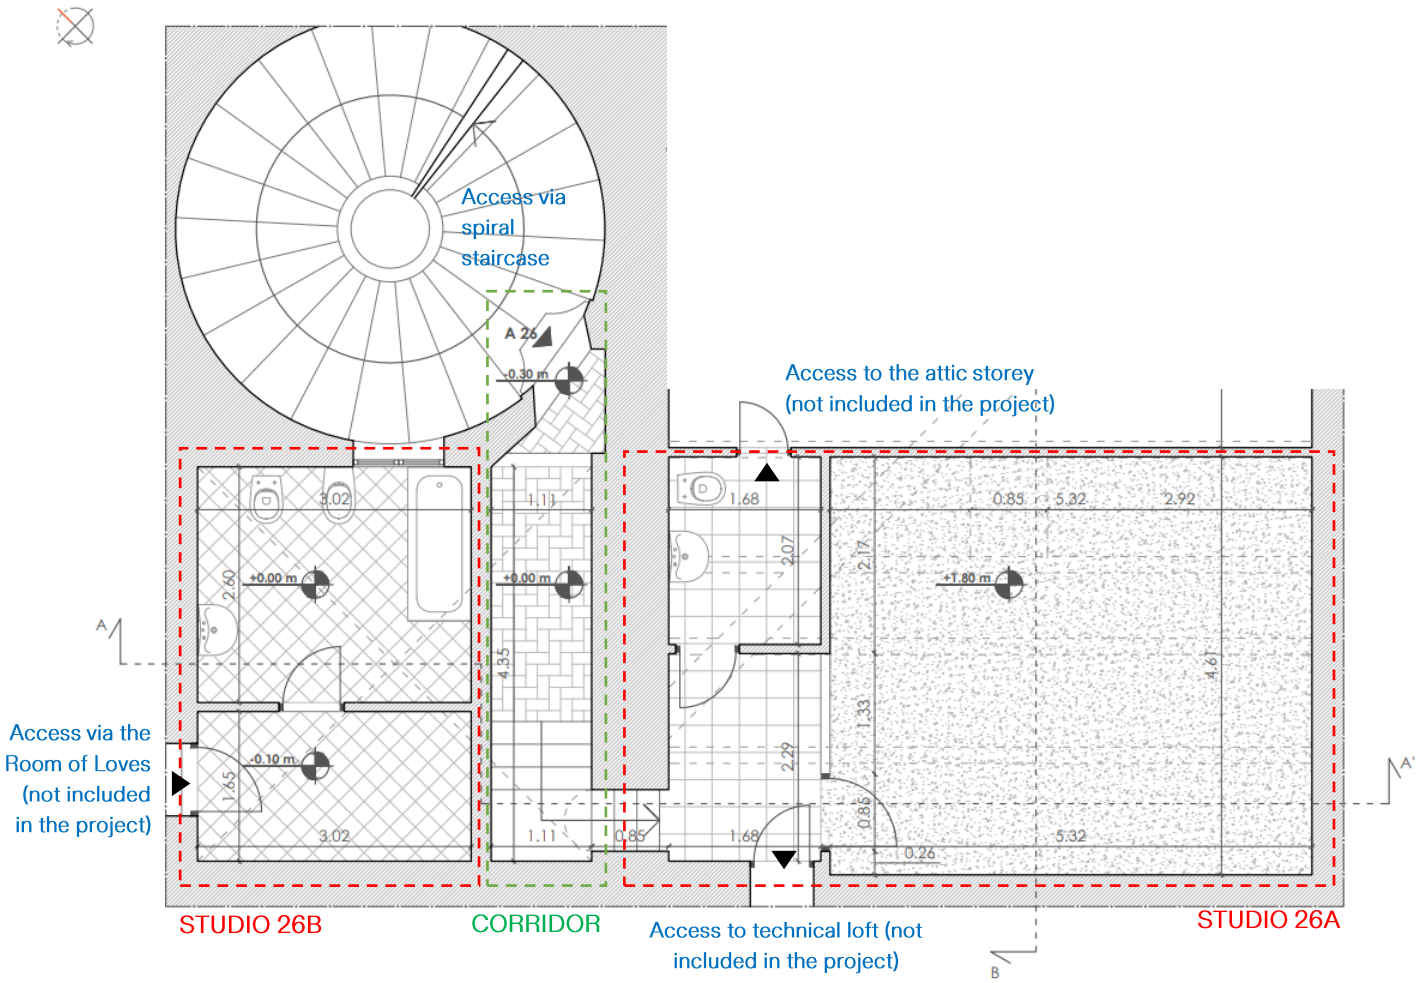 Access via
spiral
staircase
A 26
-0.30 m
Access to the attic storey
(not included in the project)
3.02
1.11
1.68
0.85
5.32
2.92
2.60
+0.00 m
+0.00 m
2.07
2.17
+1.80 m
D
D
A
4.35
4.61
Access via the
Room of Loves
(not included
in the project)
-0.10 m
1.65
1.33
2.29
A'
3.02
1.11
0.85
1.68
0.85
0.26
5.32
STUDIO 26B
CORRIDOR
Access to technical loft (not
included in the project)
STUDIO 26A
B